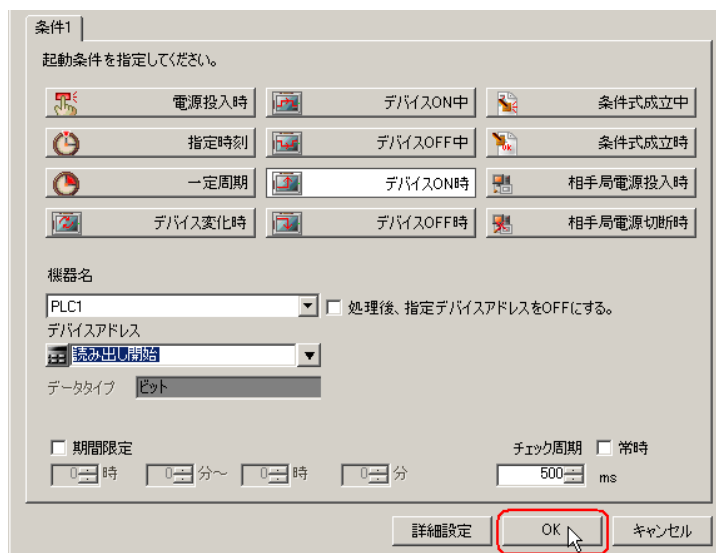 条件1
起動条件を指定してください。
電源投入時 デバイスON中 条件式成立中
指定時刻 デバイスOFF中 条件式成立時
一定周期 デバイスON時 相手局電源投入時
デバイス変化時 デバイスOFF時 相手局電源切断時
機器名
PLC1 処理後、指定デバイスアドレスをOFFにする。
デバイスアドレス
読み出し開始
データタイプ ビット
期間限定 チェック周期 常時
0 時 0 分～ 0 時 0 分 500 ms
詳細設定 OK キャンセル